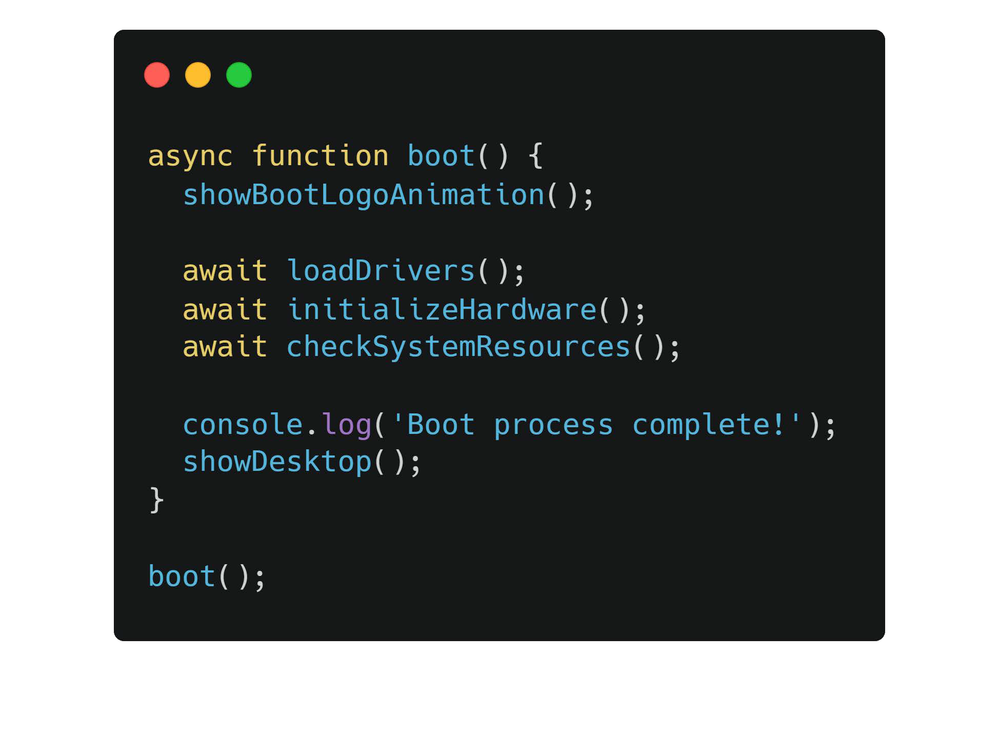 async function boot() {
  showBootLogoAnimation();

  await loadDrivers();
  await initializeHardware();
  await checkSystemResources();

  console.log('Boot process complete!');
  showDesktop();
}

boot();